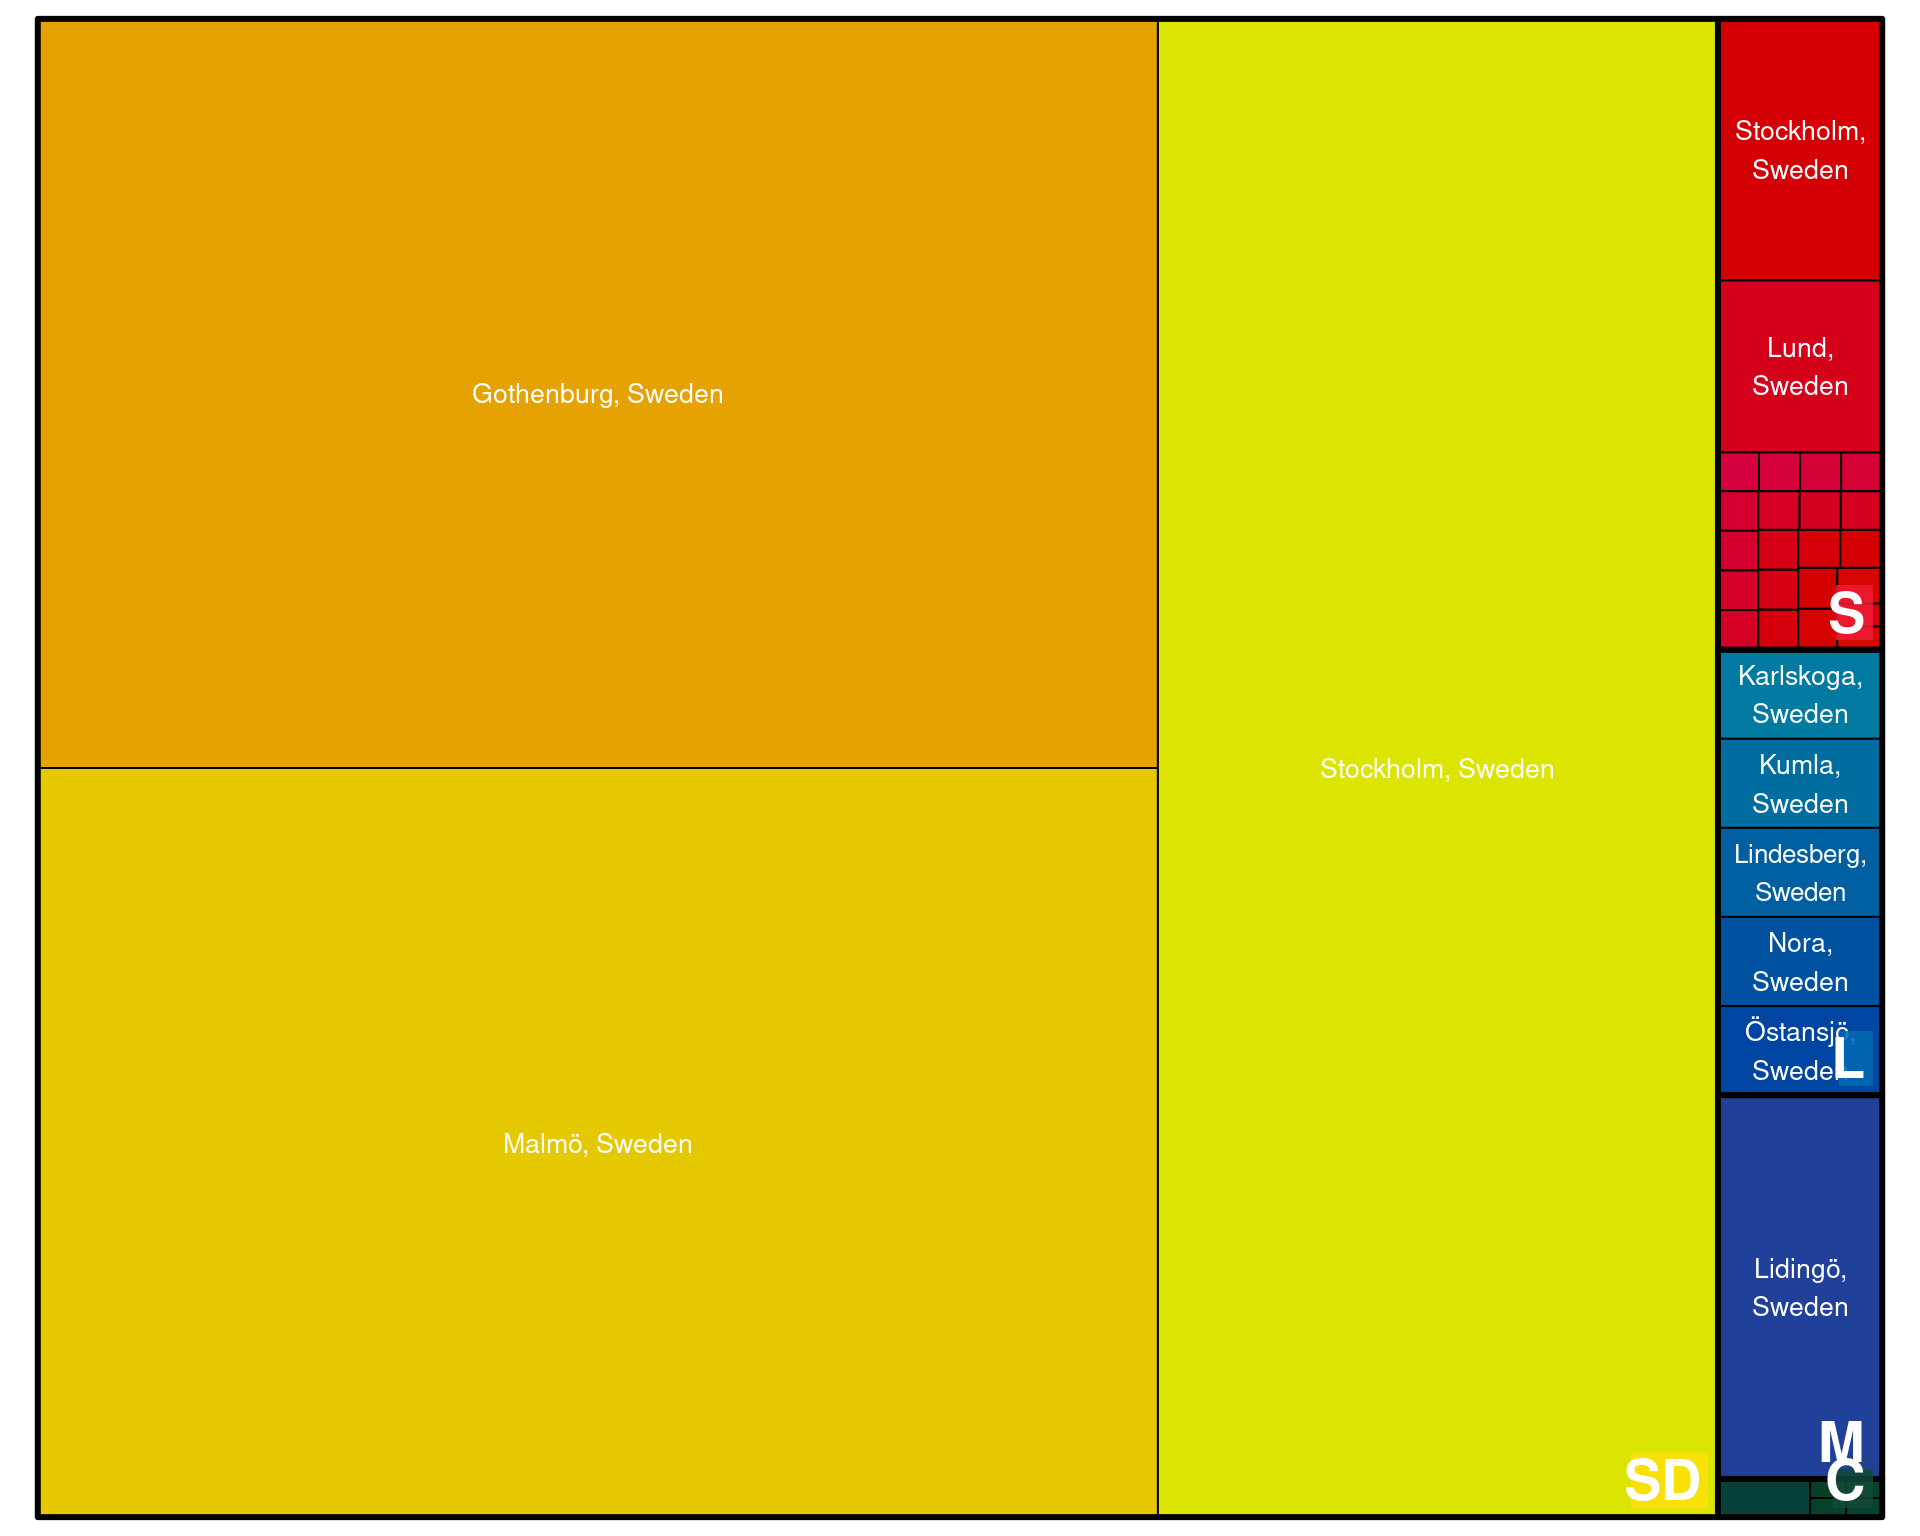 Gothenburg, Sweden
Malmö, Sweden
Stockholm, Sweden
SD
Stockholm,
Sweden
Lund,
Sweden
S
Karlskoga,
Sweden
Kumla,
Sweden
Lindesberg,
Sweden
Nora,
Sweden
Östansjö,
Sweden
L
Lidingö,
Sweden
M
C